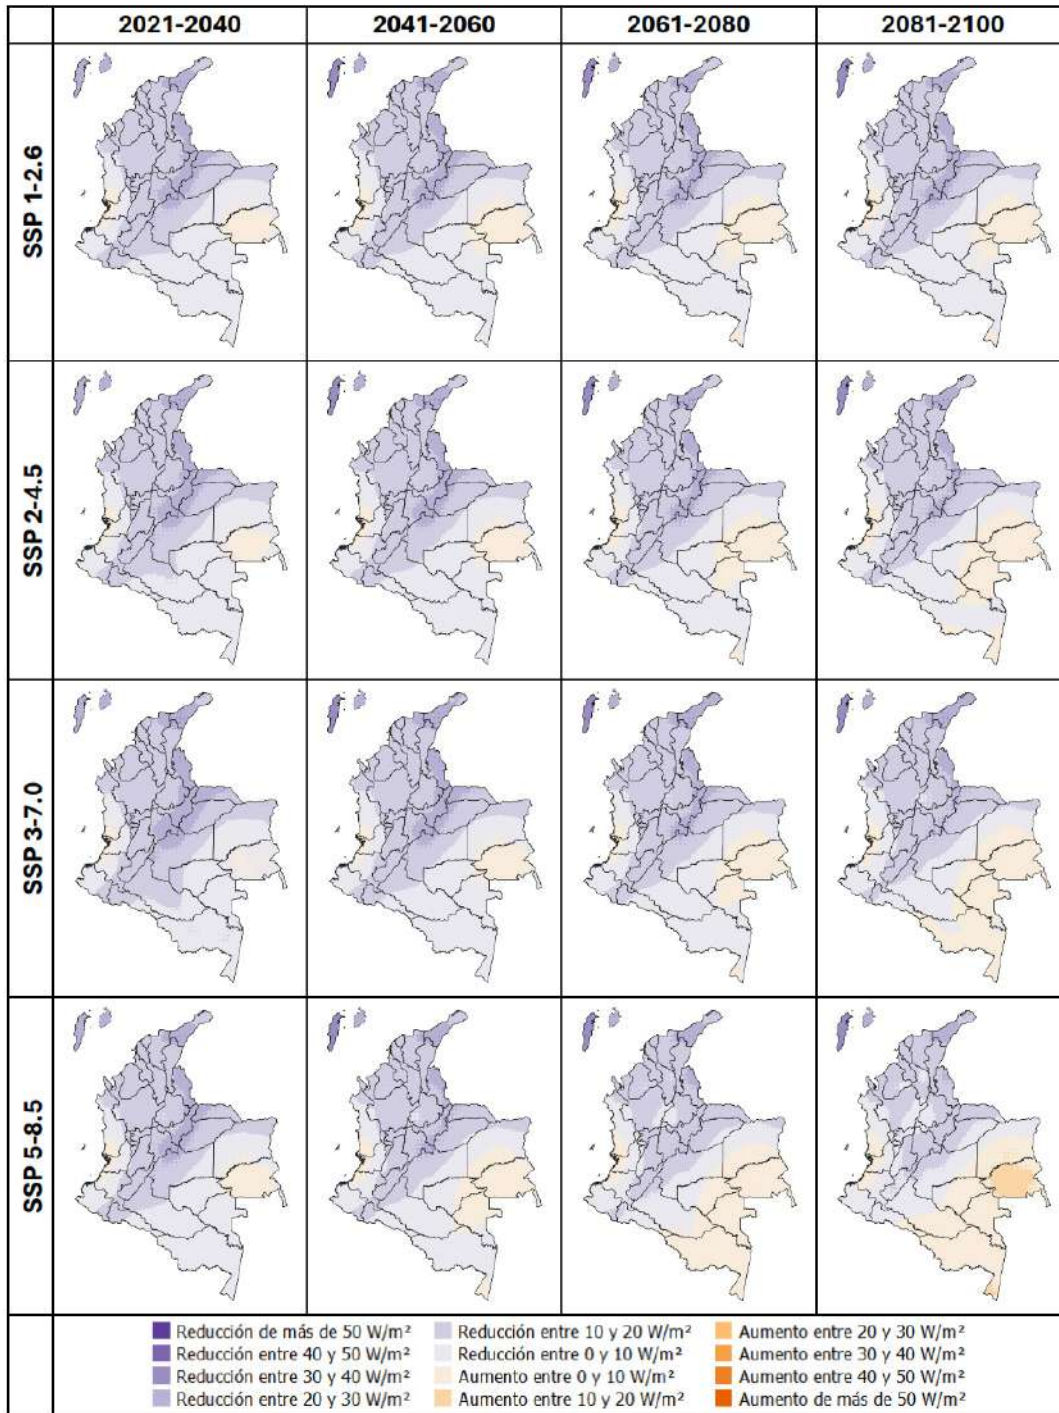 2021-2040 2041-2060 2061-2080 2081-2100
SSP 1-2.6
SSP 2-4.5
SSP 3-7.0
SSP 5-8.5
Reducción de más de 50 W/m² Reducción entre 10 y 20 W/m² Aumento entre 20 y 30 W/m²
Reducción entre 40 y 50 W/m² Reducción entre 0 y 10 W/m² Aumento entre 30 y 40 W/m²
Reducción entre 30 y 40 W/m² Aumento entre 0 y 10 W/m² Aumento entre 40 y 50 W/m²
Reducción entre 20 y 30 W/m² Aumento entre 10 y 20 W/m² Aumento de más de 50 W/m²